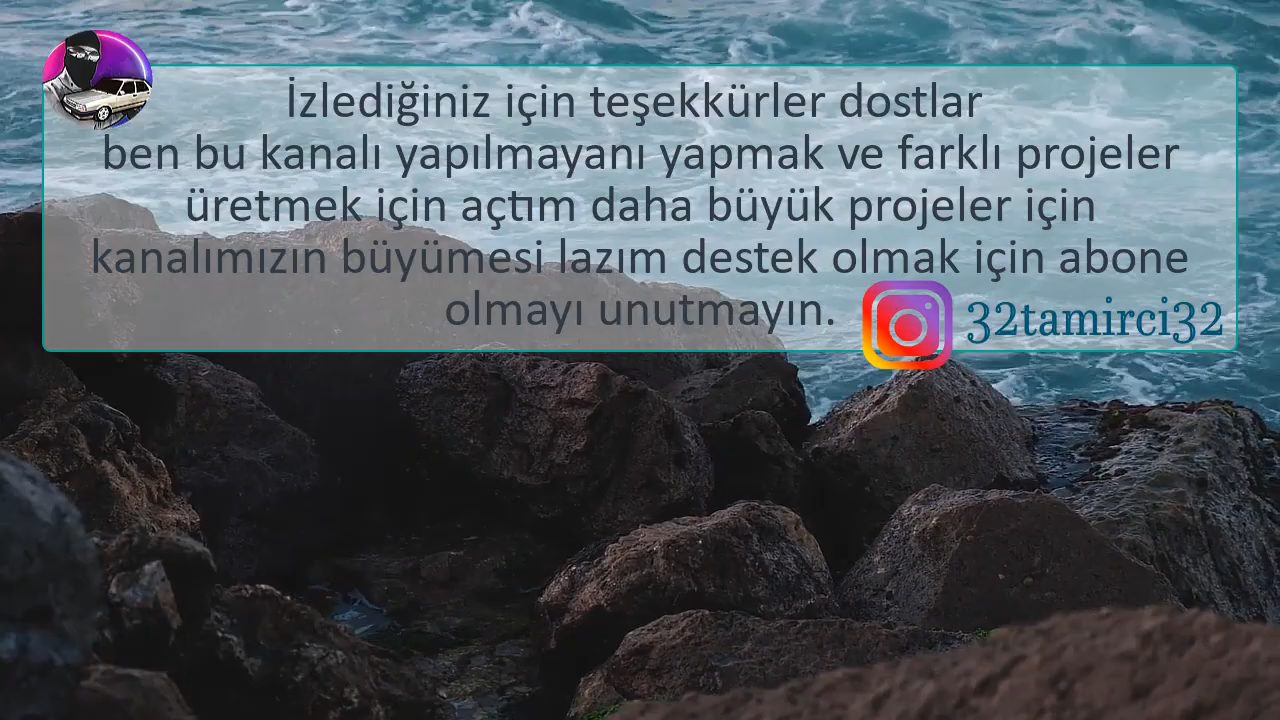 İzlediğiniz için teşekkürler dostlar
ben bu kanalı yapılmayanı yapmak ve farklı projeler
üretmek için açtım daha büyük projeler için
kanalımızın büyümesi lazım destek olmak için abone
olmayı unutmayın.
32tamirci32